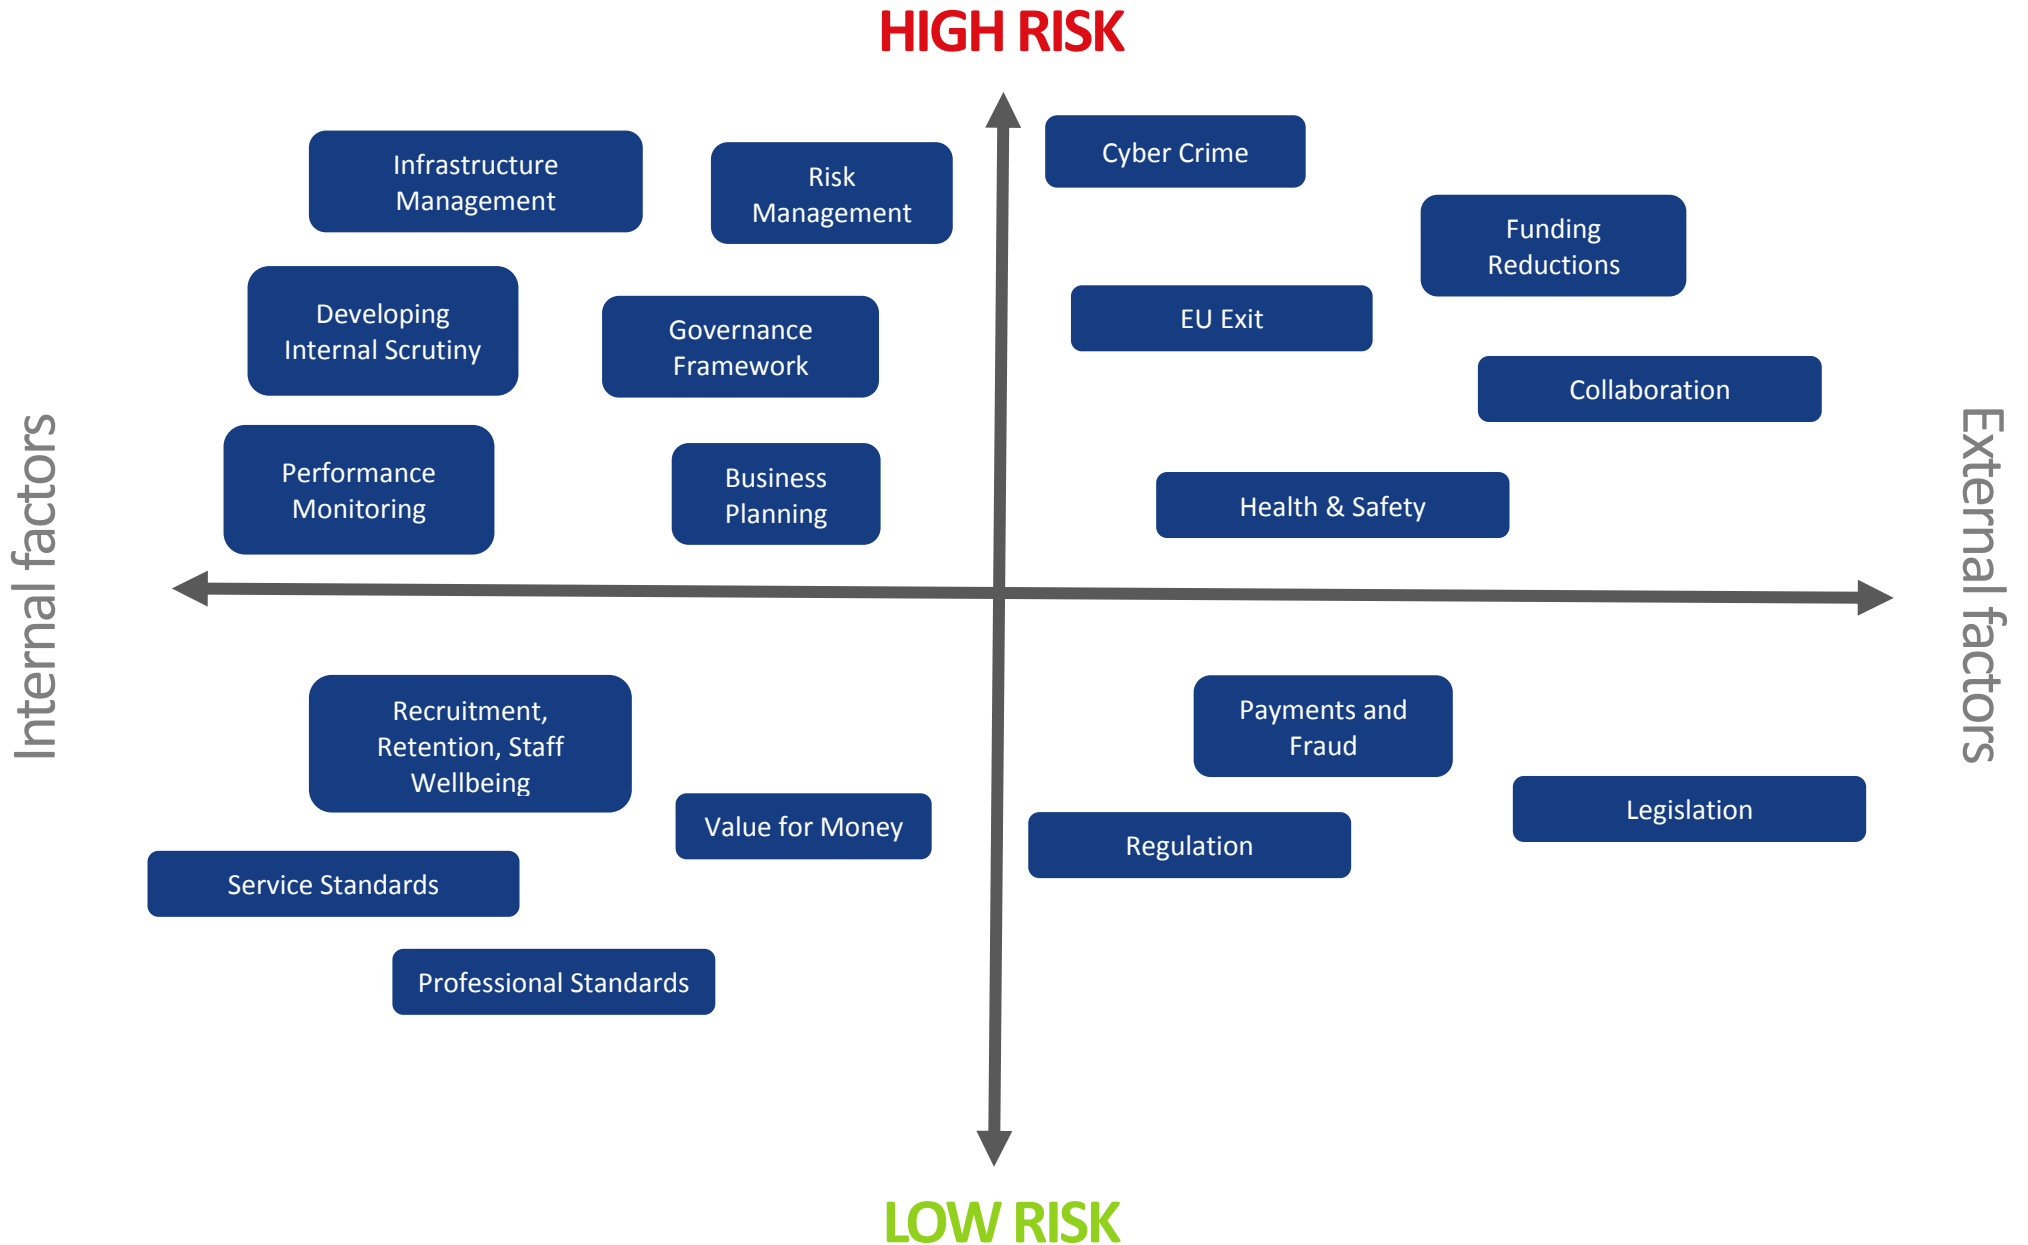 HIGH RISK
Infrastructure
Management
Risk
Management
Cyber Crime
Funding
Reductions
Developing
Internal Scrutiny
Governance
Framework
EU Exit
Collaboration
Performance
Monitoring
Business
Planning
Health & Safety
Internal factors
External factors
Recruitment,
Retention, Staff
Wellbeing
Value for Money
Payments and
Fraud
Legislation
Regulation
Service Standards
Professional Standards
LOW RISK